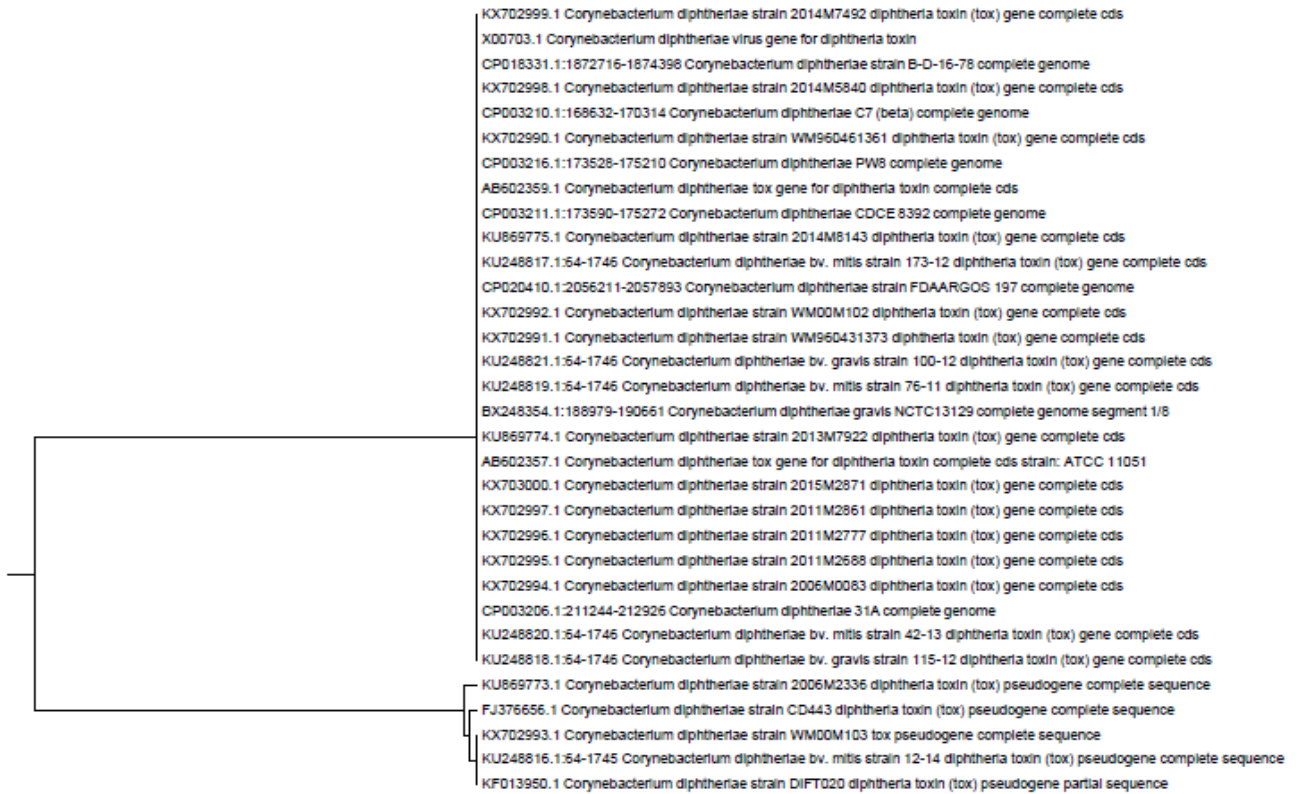 KX702999.1 Corynebacterium diphtheriae strain 2014M7492 diphtheria toxin (tox) gene complete cds
X00703.1 Corynebacterium diphtheriae virus gene for diphtheria toxin
CP018331.1:1872716-1874398 Corynebacterium diphtheriae strain B-D-16-78 complete genome
KX702998.1 Corynebacterium diphtheriae strain 2014M5840 diphtheria toxin (tox) gene complete cds
CP003210.1:168632-170314 Corynebacterium diphtheriae C7 (beta) complete genome
KX702990.1 Corynebacterium diphtheriae strain WM960461361 diphtheria toxin (tox) gene complete cds
CP003216.1:173528-175210 Corynebacterium diphtheriae PW8 complete genome
AB602359.1 Corynebacterium diphtheriae tox gene for diphtheria toxin complete cds
CP003211.1:173590-175272 Corynebacterium diphtheriae CDCE 8392 complete genome
KU869775.1 Corynebacterium diphtheriae strain 2014M8143 diphtheria toxin (tox) gene complete cds
KU248817.1:64-1746 Corynebacterium diphtheriae bv. mitis strain 173-12 diphtheria toxin (tox) gene complete cds
CP020410.1:2056211-2057893 Corynebacterium diphtheriae strain FDAARGOS 197 complete genome
KX702992.1 Corynebacterium diphtheriae strain WM00M102 diphtheria toxin (tox) gene complete cds
KX702991.1 Corynebacterium diphtheriae strain WM960431373 diphtheria toxin (tox) gene complete cds
KU248821.1:64-1746 Corynebacterium diphtheriae bv. gravis strain 100-12 diphtheria toxin (tox) gene complete cds
KU248819.1:64-1746 Corynebacterium diphtheriae bv. mitis strain 76-11 diphtheria toxin (tox) gene complete cds
BX248354.1:188979-190661 Corynebacterium diphtheriae gravis NCTC13129 complete genome segment 1/8
KU869774.1 Corynebacterium diphtheriae strain 2013M7922 diphtheria toxin (tox) gene complete cds
AB602357.1 Corynebacterium diphtheriae tox gene for diphtheria toxin complete cds strain: ATCC 11051
KX703000.1 Corynebacterium diphtheriae strain 2015M2871 diphtheria toxin (tox) gene complete cds
KX702997.1 Corynebacterium diphtheriae strain 2011M2861 diphtheria toxin (tox) gene complete cds
KX702996.1 Corynebacterium diphtheriae strain 2011M2777 diphtheria toxin (tox) gene complete cds
KX702995.1 Corynebacterium diphtheriae strain 2011M2688 diphtheria toxin (tox) gene complete cds
KX702994.1 Corynebacterium diphtheriae strain 2006M0083 diphtheria toxin (tox) gene complete cds
CP003206.1:211244-212926 Corynebacterium diphtheriae 31A complete genome
KU248820.1:64-1746 Corynebacterium diphtheriae bv. mitis strain 42-13 diphtheria toxin (tox) gene complete cds
KU248818.1:64-1746 Corynebacterium diphtheriae bv. gravis strain 115-12 diphtheria toxin (tox) gene complete cds
KU869773.1 Corynebacterium diphtheriae strain 2006M2336 diphtheria toxin (tox) pseudogene complete sequence
FJ376656.1 Corynebacterium diphtheriae strain CD443 diphtheria toxin (tox) pseudogene complete sequence
KX702993.1 Corynebacterium diphtheriae strain WM00M103 tox pseudogene complete sequence
KU248816.1:64-1745 Corynebacterium diphtheriae bv. mitis strain 12-14 diphtheria toxin (tox) pseudogene complete sequence
KF013950.1 Corynebacterium diphtheriae strain DIFT020 diphtheria toxin (tox) pseudogene partial sequence